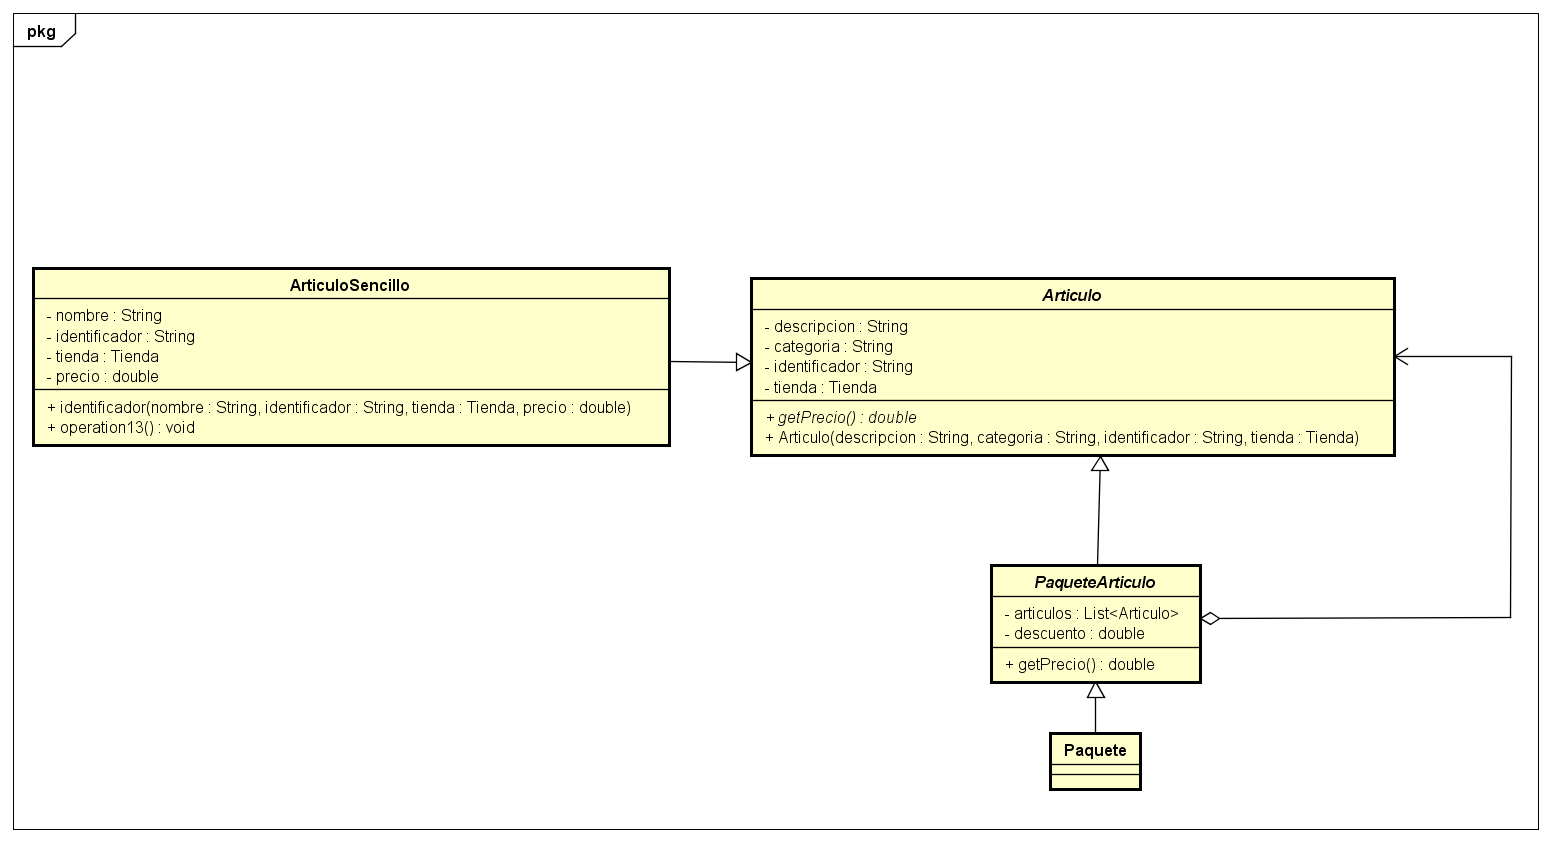 pkg
ArticuloSencillo
- nombre : String
- identificador : String
- tienda : Tienda
- precio : double
+ identificador(nombre : String, identificador : String, tienda : Tienda, precio : double)
+ operation13() : void
Articulo
- descripcion : String
- categoria : String
- identificador : String
- tienda : Tienda
+ getPrecio() : double
+ Articulo(descripcion : String, categoria : String, identificador : String, tienda : Tienda)
PaqueteArticulo
- articulos : List<Articulo>
- descuento : double
+ getPrecio() : double
Paquete